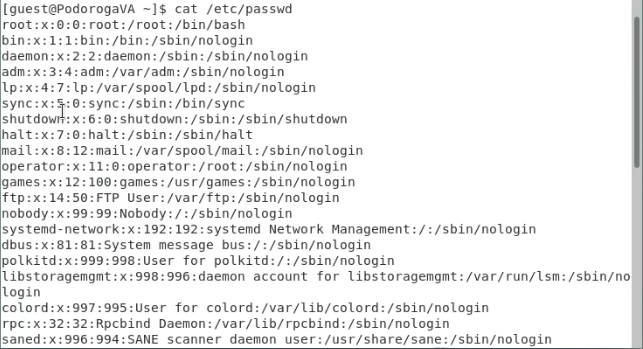 [guest@PodorogaVA ~]$ cat /etc/passwd
root:x:0:0:root:/root:/bin/bash
bin:x:1:1:bin:/bin:/sbin/nologin
daemon:x:2:2:daemon:/sbin:/sbin/nologin
adm:x:3:4:adm:/var/adm:/sbin/nologin
lp:x:4:7:lp:/var/spool/lpd:/sbin/nologin
sync:x:5:0:sync:/sbin:/bin/sync
shutdown:x:6:0:shutdown:/sbin:/sbin/shutdown
halt:x:7:0:halt:/sbin:/sbin/halt
mail:x:8:12:mail:/var/spool/mail:/sbin/nologin
operator:x:11:0:operator:/root:/sbin/nologin
games:x:12:100:games:/usr/games:/sbin/nologin
ftp:x:14:50:FTP User:/var/ftp:/sbin/nologin
nobody:x:99:99:Nobody:/:/sbin/nologin
systemd-network:x:192:192:systemd Network Management:/:/sbin/nologin
dbus:x:81:81:System message bus:/:/sbin/nologin
polkitd:x:999:998:User for polkitd:/:/sbin/nologin
libstoragemgmt:x:998:996:daemon account for libstoragemgmt:/var/run/lsm:/sbin/no
login
colord:x:997:995:User for colord:/var/lib/colord:/sbin/nologin
rpc:x:32:32:Rpcbind Daemon:/var/lib/rpcbind:/sbin/nologin
saned:x:996:994:SANE scanner daemon user:/usr/share/sane:/sbin/nologin